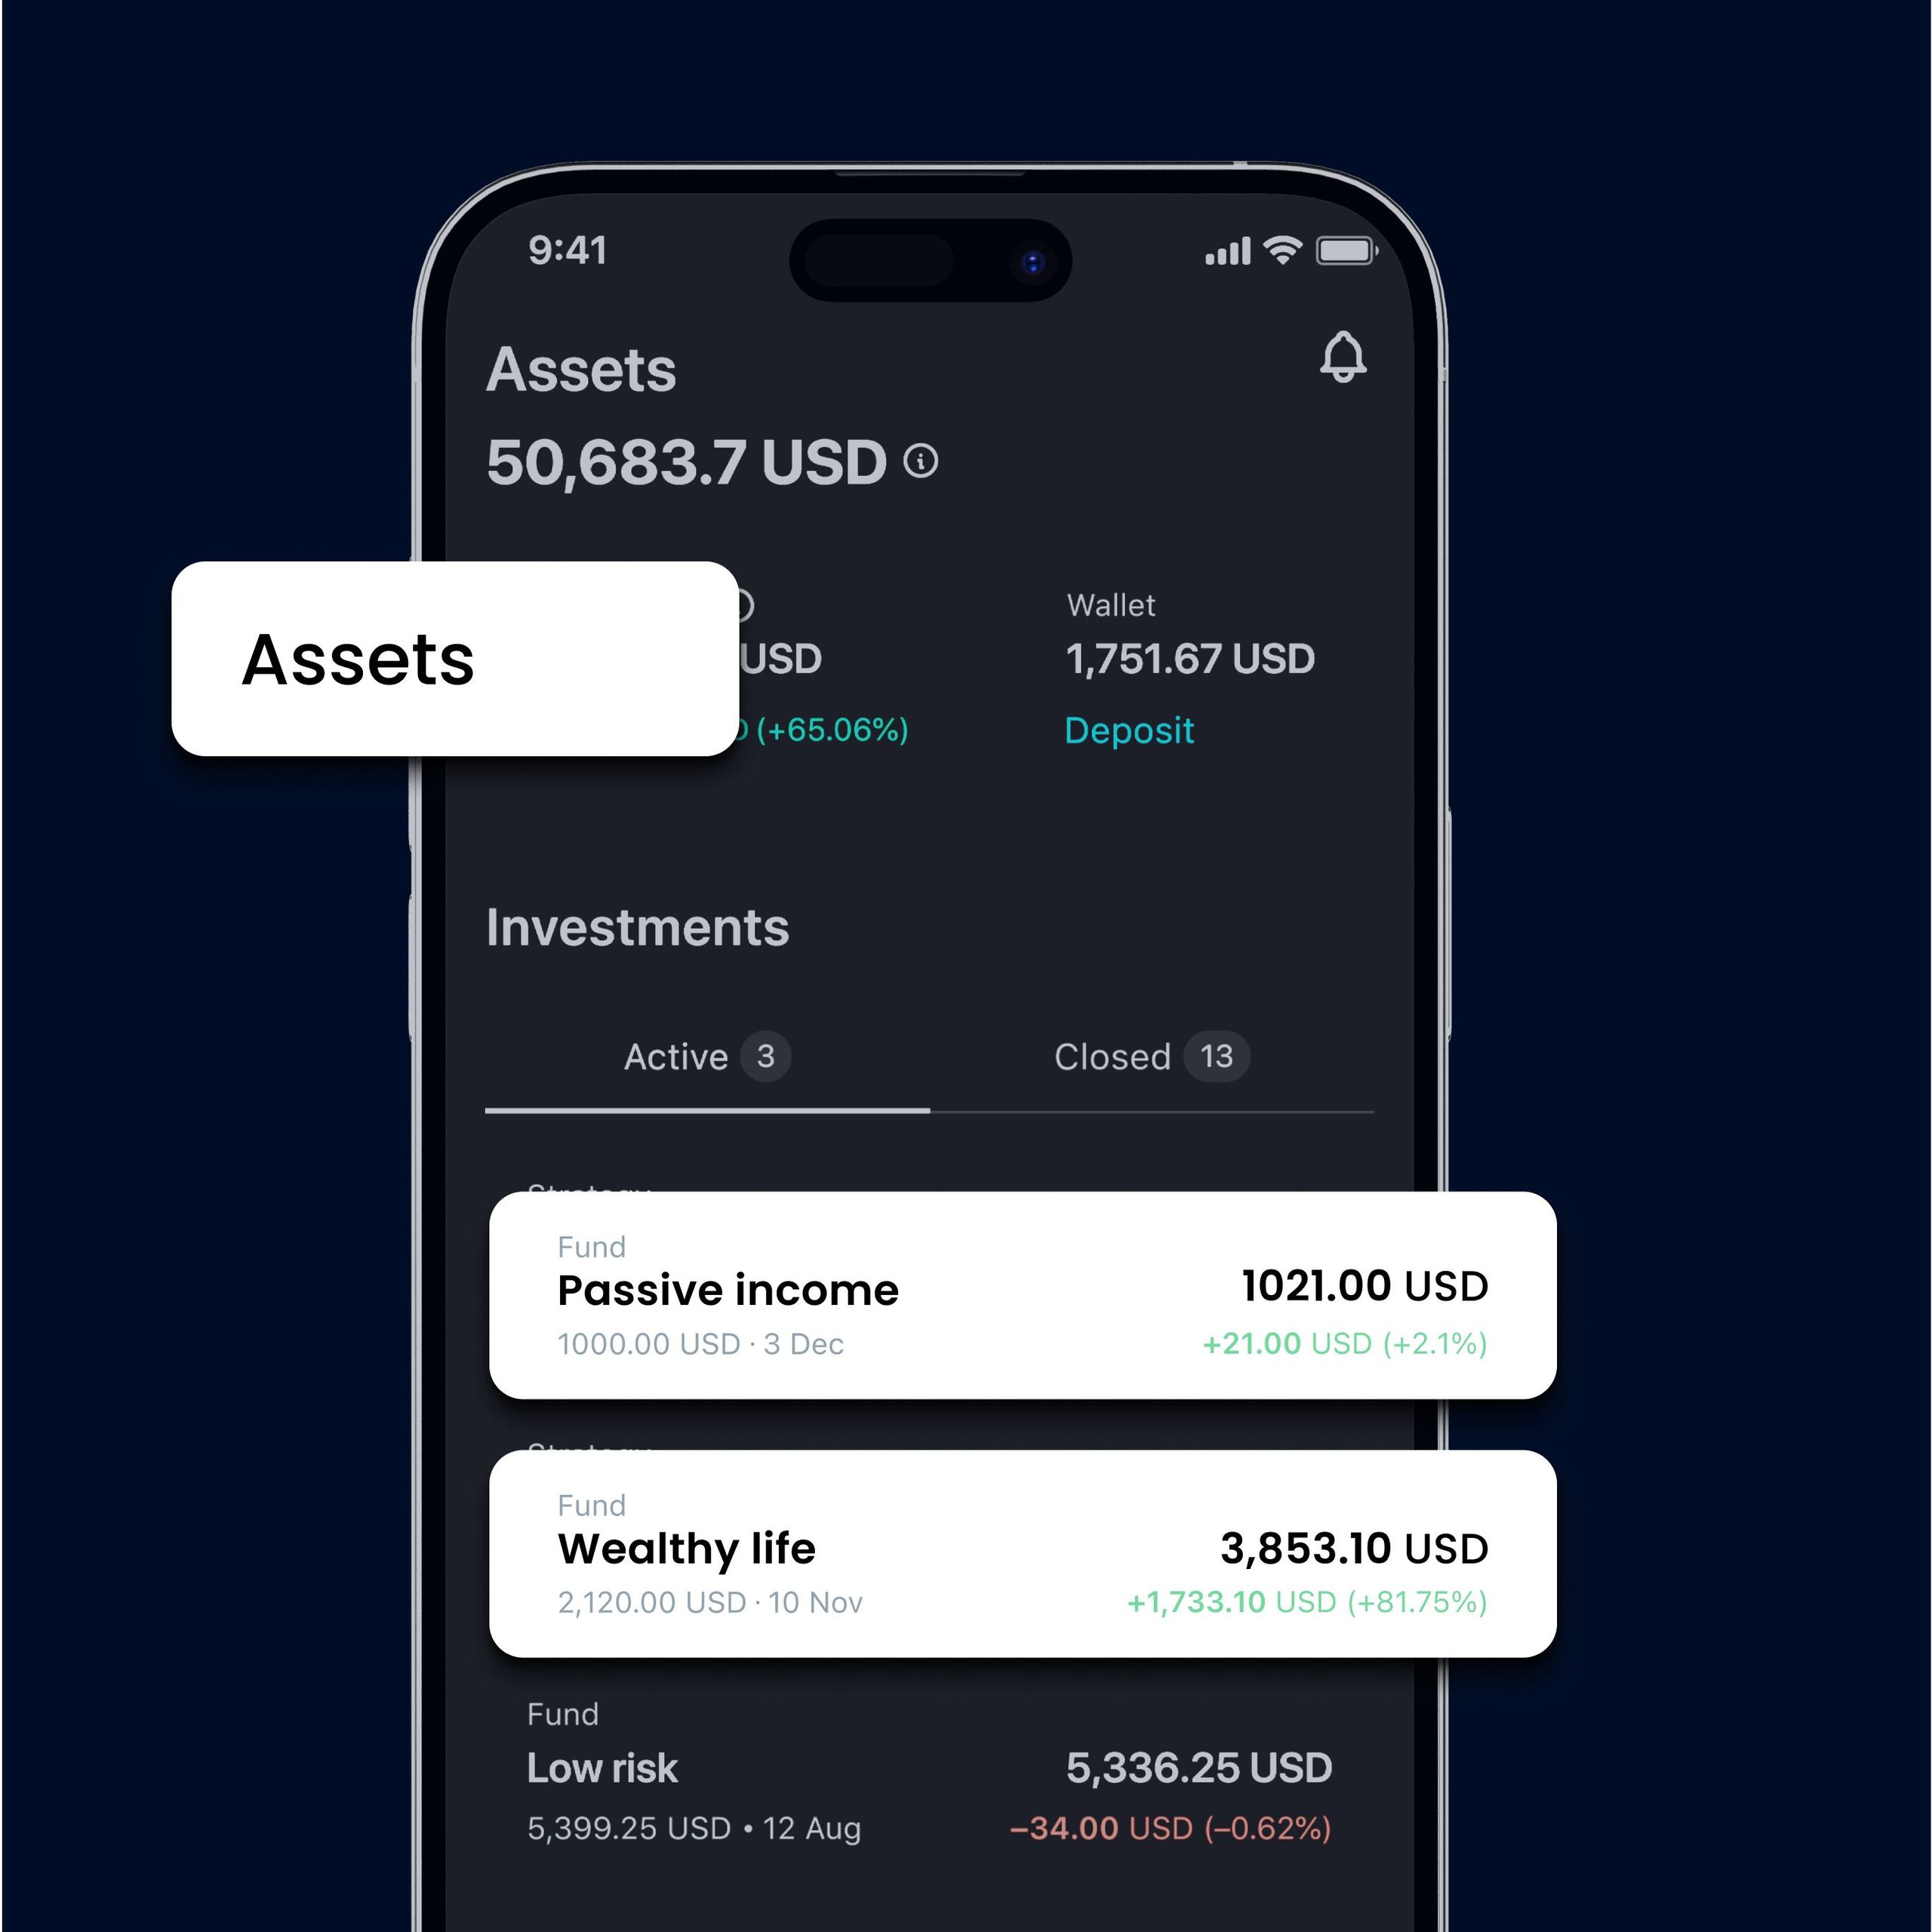 9:41
Assets
50,683.7 USD
Assets
USD
(+65.06%)
Wallet
1,751.67 USD
Deposit
Investments
Active 3
Closed 13
Fund
Passive income
1000.00 USD · 3 Dec
1021.00 USD
+21.00 USD (+2.1%)
Fund
Wealthy life
2,120.00 USD · 10 Nov
3,853.10 USD
+1,733.10 USD (+81.75%)
Fund
Low risk
5,399.25 USD • 12 Aug
5,336.25 USD
–34.00 USD (–0.62%)